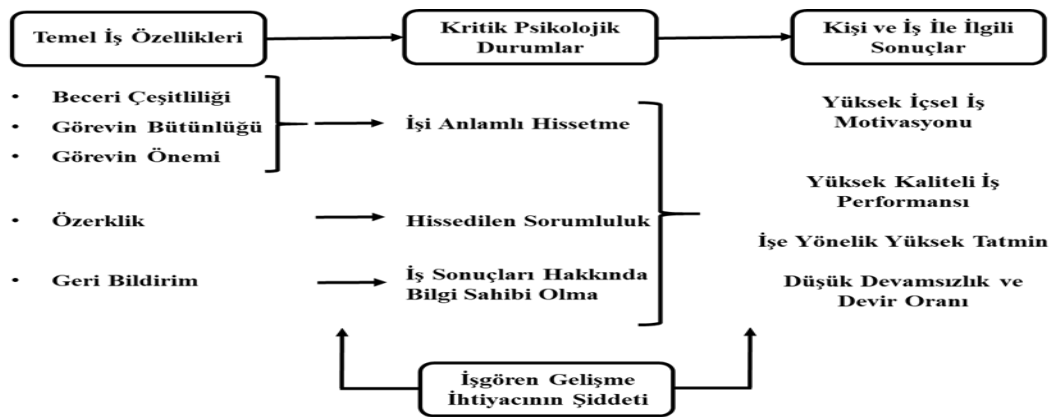 Temel İş Özellikleri
Kritik Psikolojik
Durumlar
Kişi ve İş İle İlgili
Sonuçlar
• Beceri Çeşitliliği
• Görevin Bütünlüğü
• Görevin Önemi
İşi Anlamlı Hissetme
Yüksek İçsel İş
Motivasyonu
• Özerklik
Hissedilen Sorumluluk
Yüksek Kaliteli İş
Performansı
İşe Yönelik Yüksek Tatmin
• Geri Bildirim
İş Sonuçları Hakkında
Bilgi Sahibi Olma
Düşük Devamsızlık ve
Devir Oranı
İşgören Gelişme
İhtiyacının Şiddeti